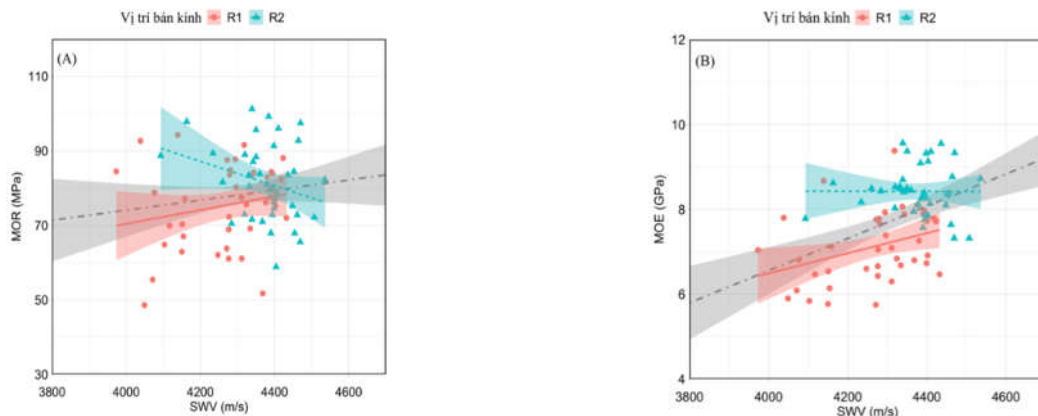 Vị trí bán kính R1 R2
(A)
MOR (MPa)
110
90
70
50
30
3800 4000 4200 4400 4600
SWV (m/s)
Vị trí bán kính R1 R2
(B)
MOE (GPa)
12
10
8
6
4
3800 4000 4200 4400 4600
SWV (m/s)